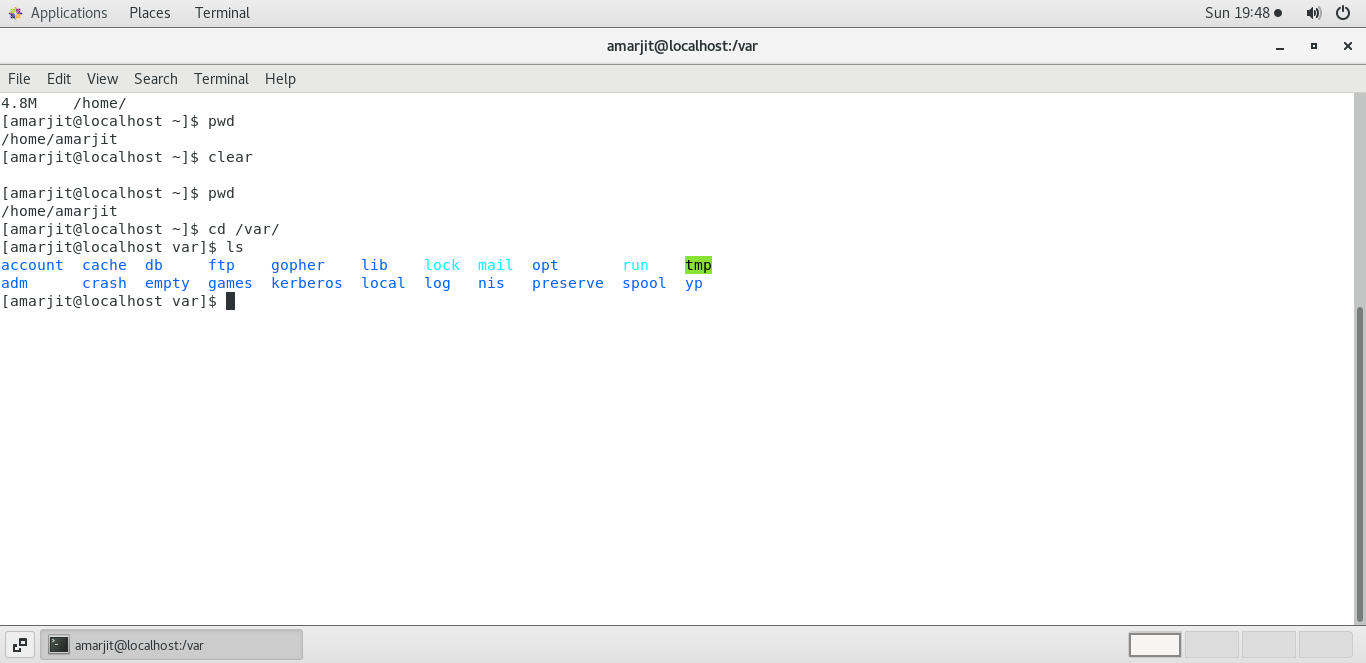 Applications Places Terminal Sun 19:48
amarjit@localhost:/var
File Edit View Search Terminal Help
4.8M    /home/
[amarjit@localhost ~]$ pwd
/home/amarjit
[amarjit@localhost ~]$ clear
[amarjit@localhost ~]$ pwd
/home/amarjit
[amarjit@localhost ~]$ cd /var/
[amarjit@localhost var]$ ls
account  cache  db     ftp    gopher    lib    lock  mail  opt       run    tmp
adm      crash  empty  games  kerberos  local  log   nis   preserve  spool  yp
[amarjit@localhost var]$
amarjit@localhost:/var